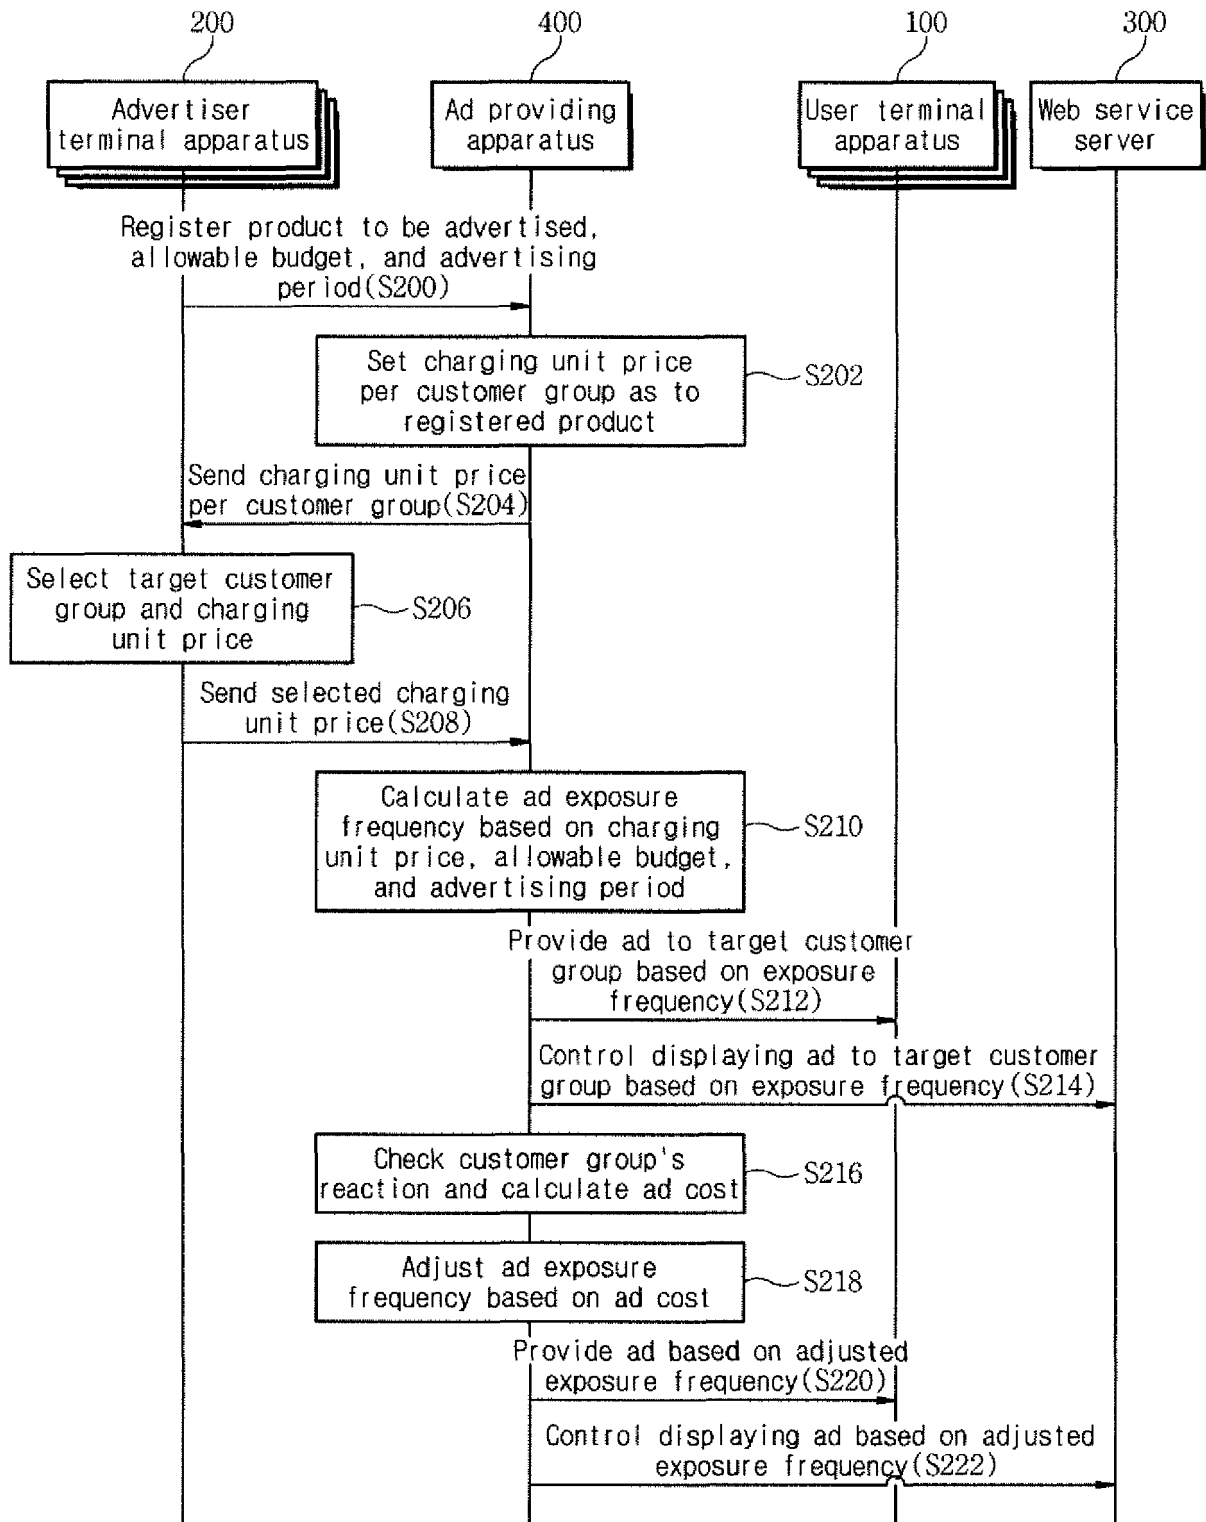 200
400
100
300
Advertiser
terminal apparatus
Ad providing
apparatus
User terminal
apparatus
Web service
server
Register product to be advertised,
allowable budget, and advertising
period(S200)
Set charging unit price
per customer group as to
registered product
S202
Send charging unit price
per customer group(S204)
Select target customer
group and charging
unit price
S206
Send selected charging
unit price(S208)
Calculate ad exposure
frequency based on charging
unit price, allowable budget,
and advertising period
S210
Provide ad to target customer
group based on exposure
frequency(S212)
Control displaying ad to target customer
group based on exposure frequency(S214)
Check customer group's
reaction and calculate ad cost
S216
Adjust ad exposure
frequency based on ad cost
S218
Provide ad based on adjusted
exposure frequency(S220)
Control displaying ad based on adjusted
exposure frequency(S222)